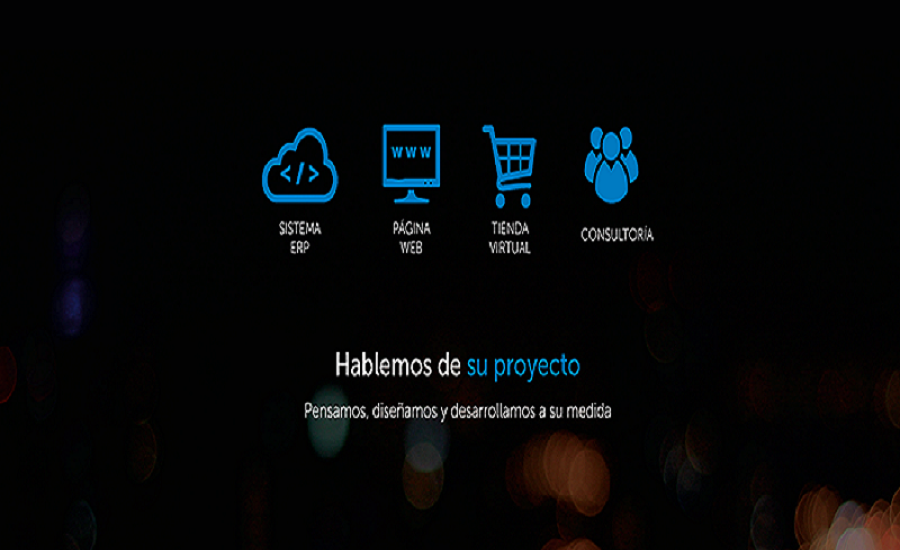 </>
WWW
SISTEMA
ERP
PÁGINA
WEB
TIENDA
VIRTUAL
CONSULTORÍA
Hablemos de su proyecto
Pensamos, diseñamos y desarrollamos a su medida